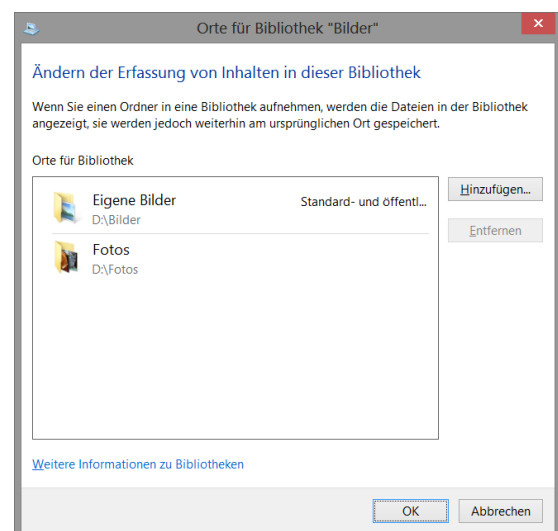 Orte für Bibliothek "Bilder"
Ändern der Erfassung von Inhalten in dieser Bibliothek
Wenn Sie einen Ordner in eine Bibliothek aufnehmen, werden die Dateien in der Bibliothek
angezeigt, sie werden jedoch weiterhin am ursprünglichen Ort gespeichert.
Orte für Bibliothek
Eigene Bilder
Standard- und öffentl...
D:\Bilder
Fotos
D:\Fotos
Hinzufügen...
Entfernen
Weitere Informationen zu Bibliotheken
OK
Abbrechen